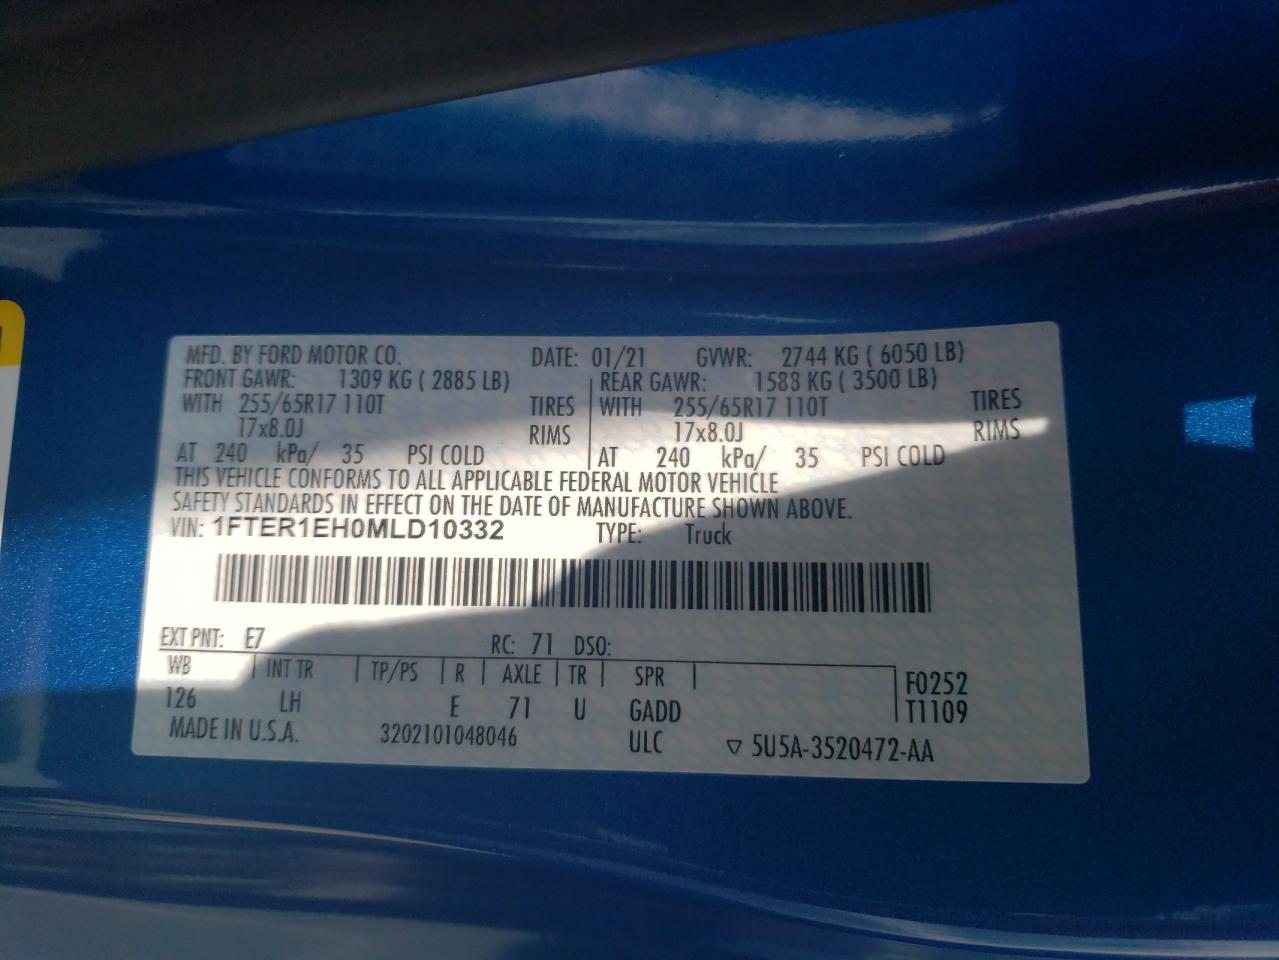 MFD. BY FORD MOTOR CO. DATE: 01/21 GVWR: 2744 KG ( 6050 LB)
FRONT GAWR: 1309 KG ( 2885 LB) REAR GAWR: 1588 KG ( 3500 LB)
WITH 255/65R17 110T TIRES WITH 255/65R17 110T TIRES
17x8.0J RIMS 17x8.0J RIMS
AT 240 kPa/ 35 PSI COLD AT 240 kPa/ 35 PSI COLD
THIS VEHICLE CONFORMS TO ALL APPLICABLE FEDERAL MOTOR VEHICLE
SAFETY STANDARDS IN EFFECT ON THE DATE OF MANUFACTURE SHOWN ABOVE.
VIN: 1FTER1EH0MLD10332 TYPE: Truck
EXT PNT: E7 RC: 71 DSO:
WB INT TR TP/PS R AXLE TR SPR F0252
126 LH E 71 U GADD T1109
MADE IN U.S.A. 3202101048046 ULC ▽ 5U5A-3520472-AA